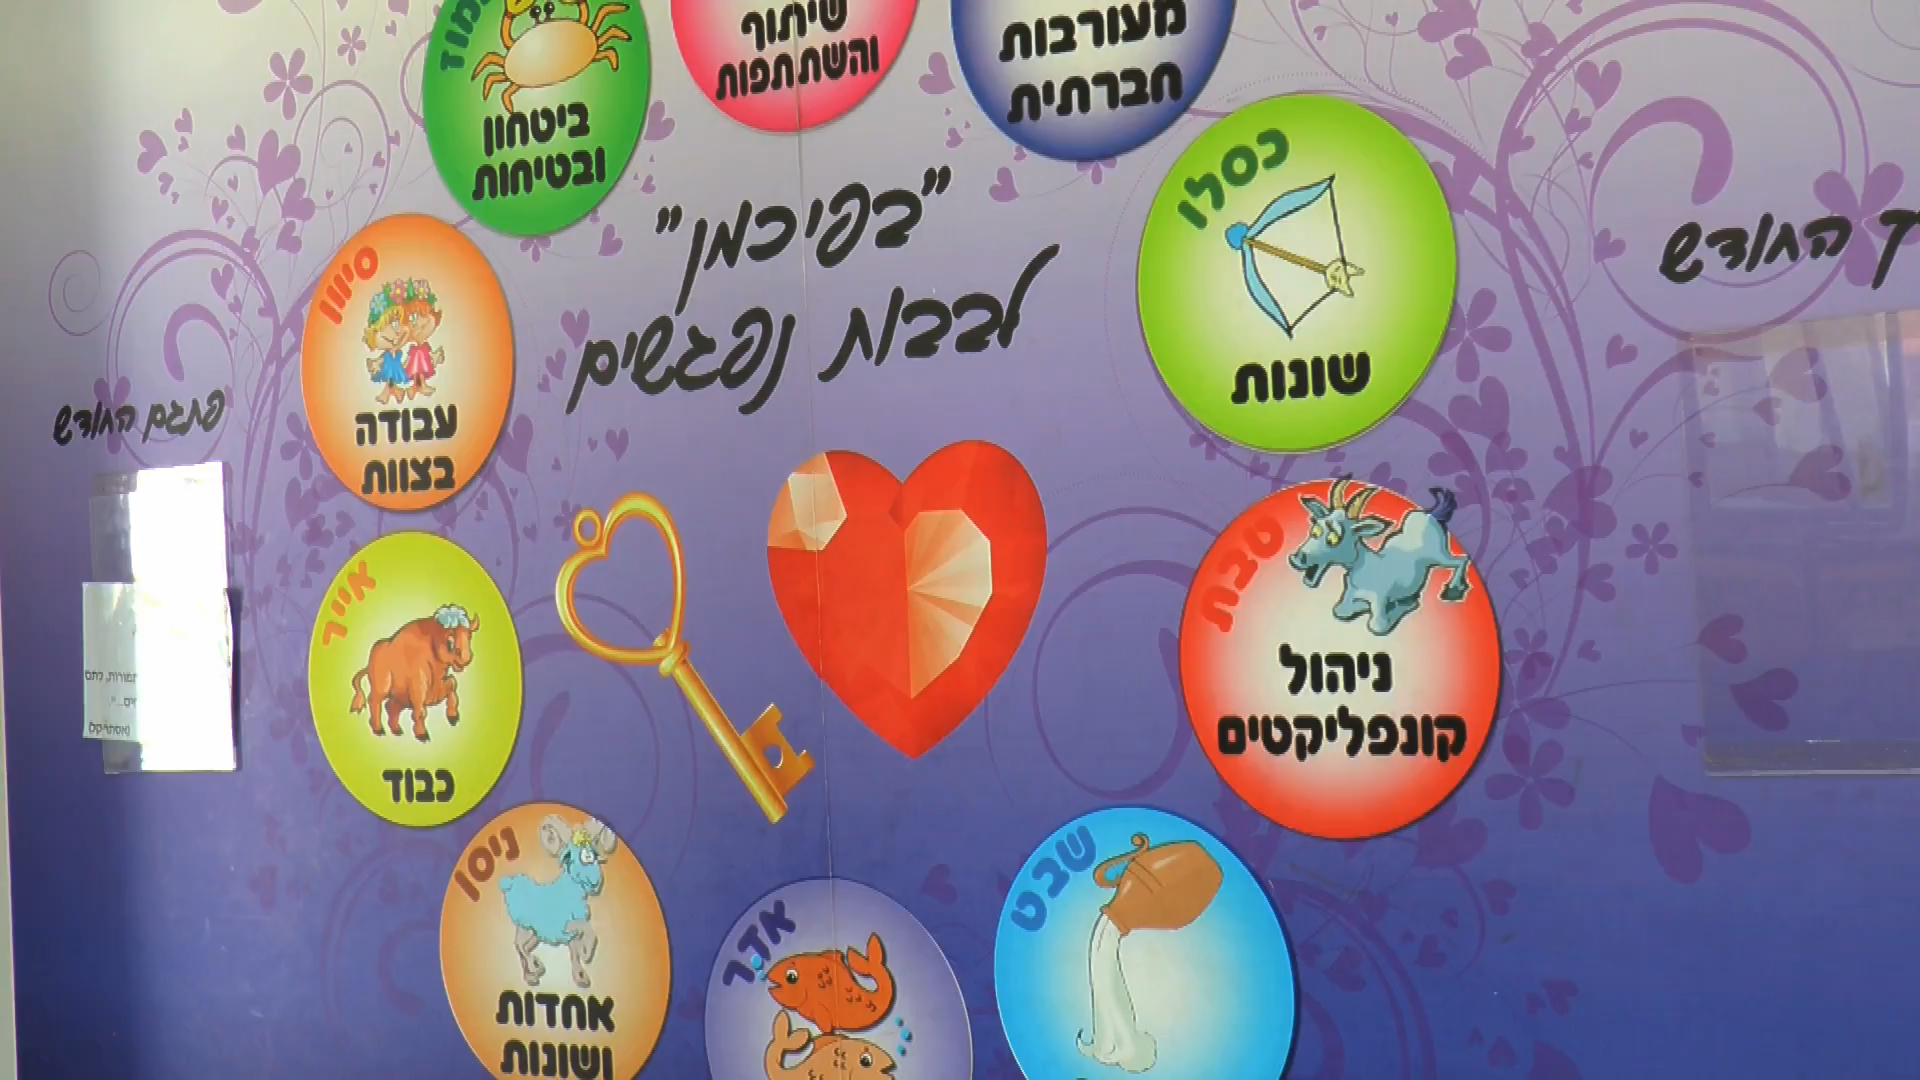 שיתוף
והשתתפות
מעורבות
חברתית
ביטחון
ובטיחות
כסלו
שונות
"בפיכמן"
לבבות נפגשים
סיוון
עבודה
בצוות
פתגם החודש
ך החודש
אייר
כבוד
טבת
ניהול
קונפליקטים
ניסן
אחדות
ושונות
אדר
שבט